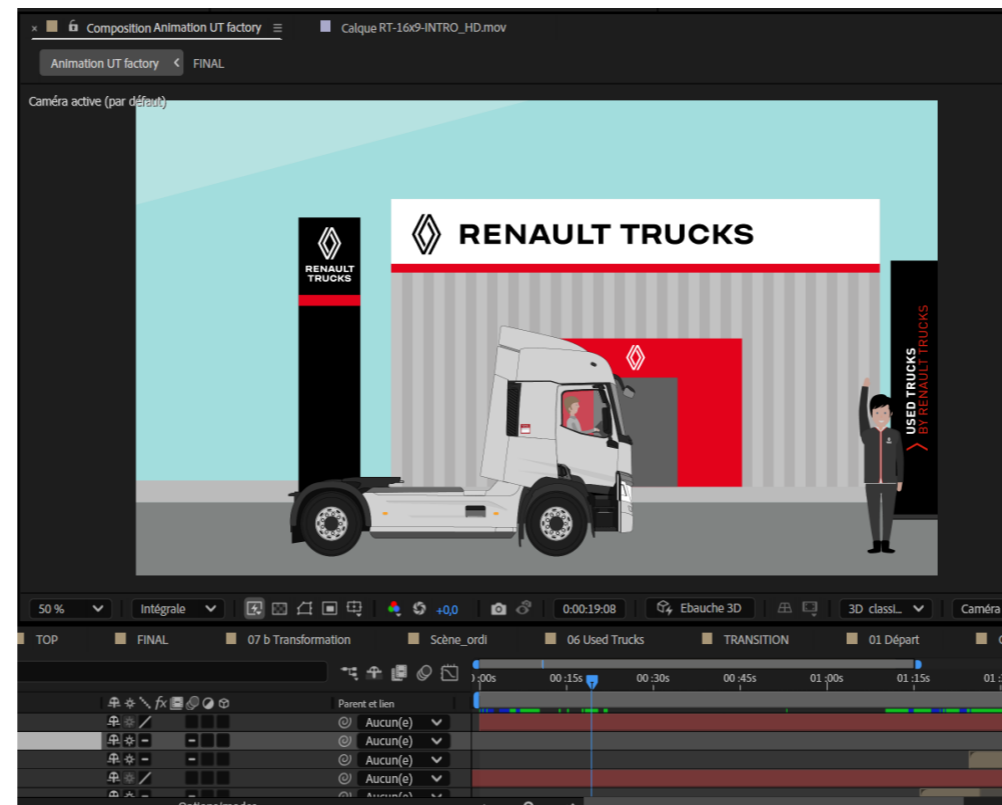 × Composition Animation UT factory ≡ Calque RT-16x9-INTRO_HD.mov
Animation UT factory < FINAL
Caméra active (par défaut)
RENAULT TRUCKS
RENAULT
TRUCKS
USED TRUCKS
BY RENAULT TRUCKS
50 % Intégrale +0,0 0:00:19:08 Ebauche 3D 3D classi... Caméra
TOP FINAL 07 b Transformation Scène_ordi 06 Used Trucks TRANSITION 01 Départ
:00s 00:15s 00:30s 00:45s 01:00s 01:15s 01:
fx Parent et lien
Aucun(e)
Aucun(e)
Aucun(e)
Aucun(e)
Aucun(e)